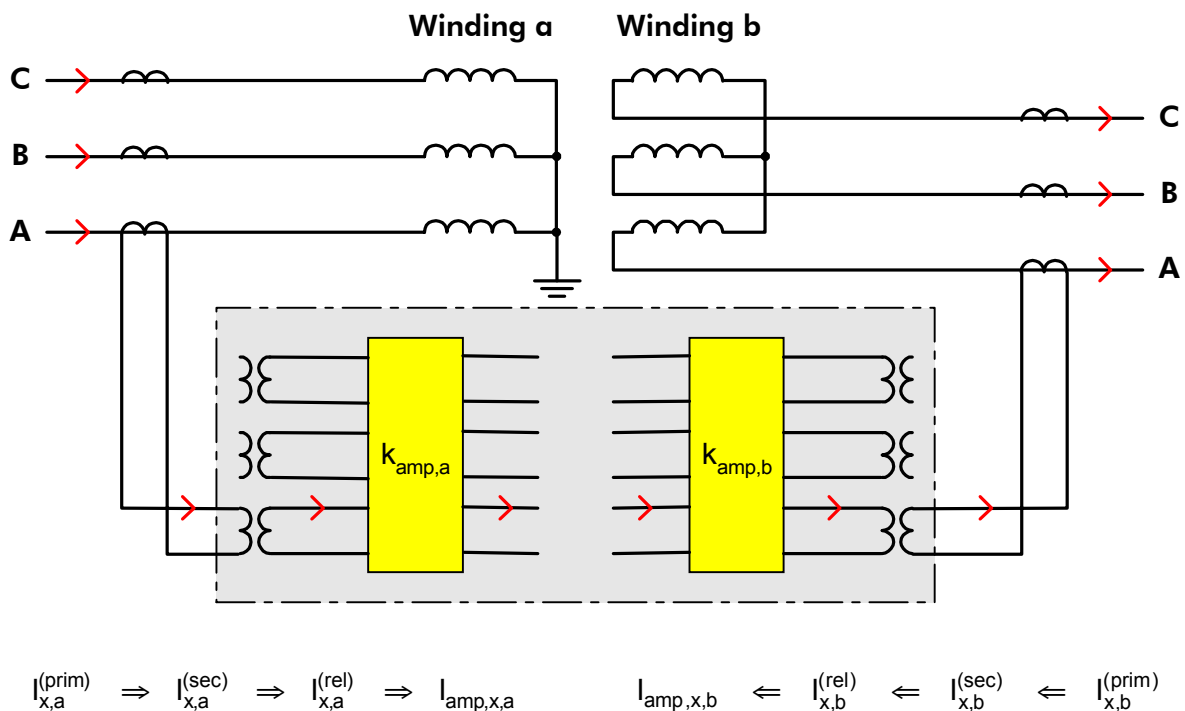 Winding a Winding b
C
B
A
C
B
A
k_amp,a k_amp,b
I_x,a^(prim) ⇒ I_x,a^(sec) ⇒ I_x,a^(rel) ⇒ I_amp,x,a I_amp,x,b ⇐ I_x,b^(rel) ⇐ I_x,b^(sec) ⇐ I_x,b^(prim)